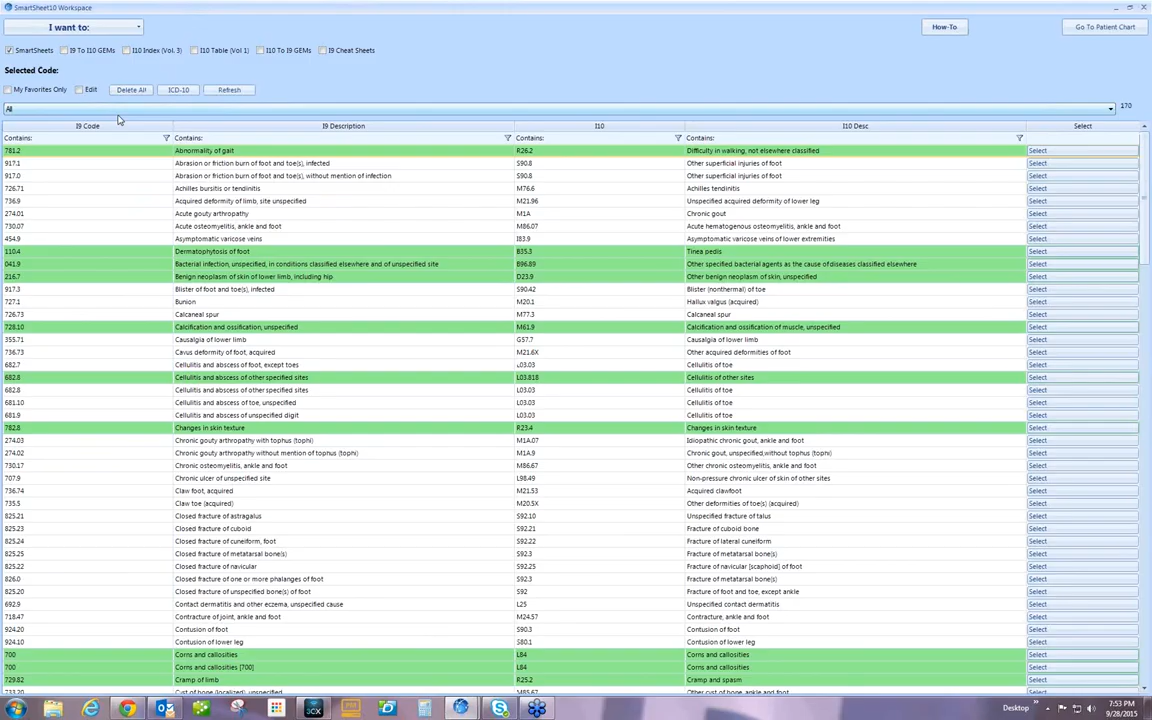 SmartSheet10 Workspace
I want to:
How-To
Go To Patient Chart
SmartSheets I9 To I10 GEMs I10 Index (Vol. 3) I10 Table (Vol 1) I10 To I9 GEMs I9 Cheat Sheets
Selected Code:
My Favorites Only Edit Delete All ICD-10 Refresh
All 170
I9 Code I9 Description I10 I10 Desc Select
Contains: Contains: Contains: Contains:
781.2 Abnormality of gait R26.2 Difficulty in walking, not elsewhere classified Select
917.1 Abrasion or friction burn of foot and toe(s), infected S90.8 Other superficial injuries of foot Select
917.0 Abrasion or friction burn of foot and toe(s), without mention of infection S90.8 Other superficial injuries of foot Select
726.71 Achilles bursitis or tendinitis M76.6 Achilles tendinitis Select
736.9 Acquired deformity of limb, site unspecified M21.96 Unspecified acquired deformity of lower leg Select
274.01 Acute gouty arthropathy M1A Chronic gout Select
730.07 Acute osteomyelitis, ankle and foot M86.07 Acute hematogenous osteomyelitis, ankle and foot Select
454.9 Asymptomatic varicose veins I83.9 Asymptomatic varicose veins of lower extremities Select
110.4 Dermatophytosis of foot B35.3 Tinea pedis Select
041.9 Bacterial infection, unspecified, in conditions classified elsewhere and of unspecified site B96.89 Other specified bacterial agents as the cause of diseases classified elsewhere Select
216.7 Benign neoplasm of skin of lower limb, including hip D23.9 Other benign neoplasm of skin, unspecified Select
917.3 Blister of foot and toe(s), infected S90.42 Blister (nonthermal) of toe Select
727.1 Bunion M20.1 Hallux valgus (acquired) Select
726.73 Calcaneal spur M77.3 Calcaneal spur Select
728.10 Calcification and ossification, unspecified M61.9 Calcification and ossification of muscle, unspecified Select
355.71 Causalgia of lower limb G57.7 Causalgia of lower limb Select
736.73 Cavus deformity of foot, acquired M21.6X Other acquired deformities of foot Select
682.7 Cellulitis and abscess of foot, except toes L03.03 Cellulitis of toe Select
682.8 Cellulitis and abscess of other specified sites L03.818 Cellulitis of other sites Select
682.8 Cellulitis and abscess of other specified sites L03.03 Cellulitis of toe Select
681.10 Cellulitis and abscess of toe, unspecified L03.03 Cellulitis of toe Select
681.9 Cellulitis and abscess of unspecified digit L03.03 Cellulitis of toe Select
782.8 Changes in skin texture R23.4 Changes in skin texture Select
274.03 Chronic gouty arthropathy with tophus (tophi) M1A.07 Idiopathic chronic gout, ankle and foot Select
274.02 Chronic gouty arthropathy without mention of tophus (tophi) M1A.9 Chronic gout, unspecified,without tophus (tophi) Select
730.17 Chronic osteomyelitis, ankle and foot M86.67 Other chronic osteomyelitis, ankle and foot Select
707.9 Chronic ulcer of unspecified site L98.49 Non-pressure chronic ulcer of skin of other sites Select
736.74 Claw foot, acquired M21.53 Acquired clawfoot Select
735.5 Claw toe (acquired) M20.5X Other deformities of toe(s) (acquired) Select
825.21 Closed fracture of astragalus S92.10 Unspecified fracture of talus Select
825.23 Closed fracture of cuboid S92.21 Fracture of cuboid bone Select
825.24 Closed fracture of cuneiform, foot S92.22 Fracture of lateral cuneiform Select
825.25 Closed fracture of metatarsal bone(s) S92.3 Fracture of metatarsal bone(s) Select
825.22 Closed fracture of navicular S92.25 Fracture of navicular [scaphoid] of foot Select
826.0 Closed fracture of one or more phalanges of foot S92.3 Fracture of metatarsal bone(s) Select
825.20 Closed fracture of unspecified bone(s) of foot S92 Fracture of foot and toe, except ankle Select
692.9 Contact dermatitis and other eczema, unspecified cause L25 Unspecified contact dermatitis Select
718.47 Contracture of joint, ankle and foot M24.57 Contracture, ankle and foot Select
924.20 Contusion of foot S90.3 Contusion of foot Select
924.10 Contusion of lower leg S80.1 Contusion of lower leg Select
700 Corns and callosities L84 Corns and callosities Select
700 Corns and callosities [700] L84 Corns and callosities Select
729.82 Cramp of limb R25.2 Cramp and spasm Select
733.20 Cyst of bone (localized), unspecified M85.67 Other cyst of bone, ankle and foot Select
Desktop
7:53 PM
9/28/2015